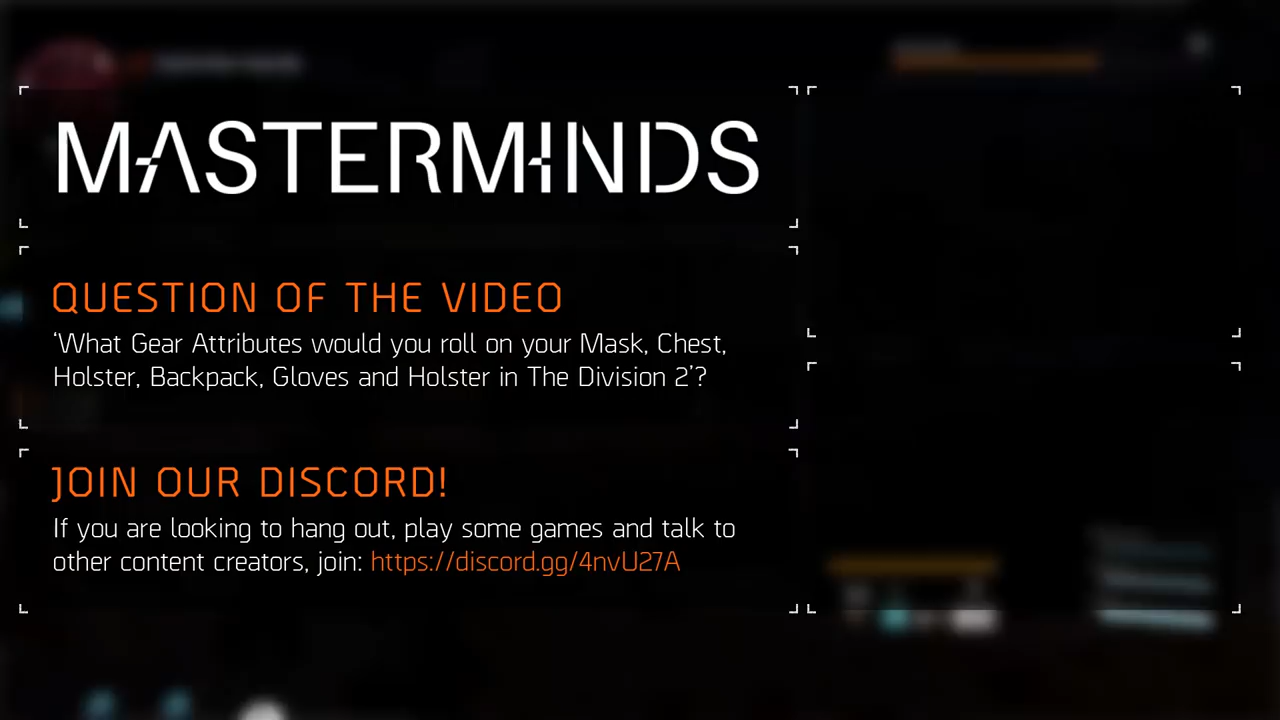 MASTERMINDS
QUESTION OF THE VIDEO
‘What Gear Attributes would you roll on your Mask, Chest,
Holster, Backpack, Gloves and Holster in The Division 2’?
JOIN OUR DISCORD!
If you are looking to hang out, play some games and talk to
other content creators, join: https://discord.gg/4nvU27A